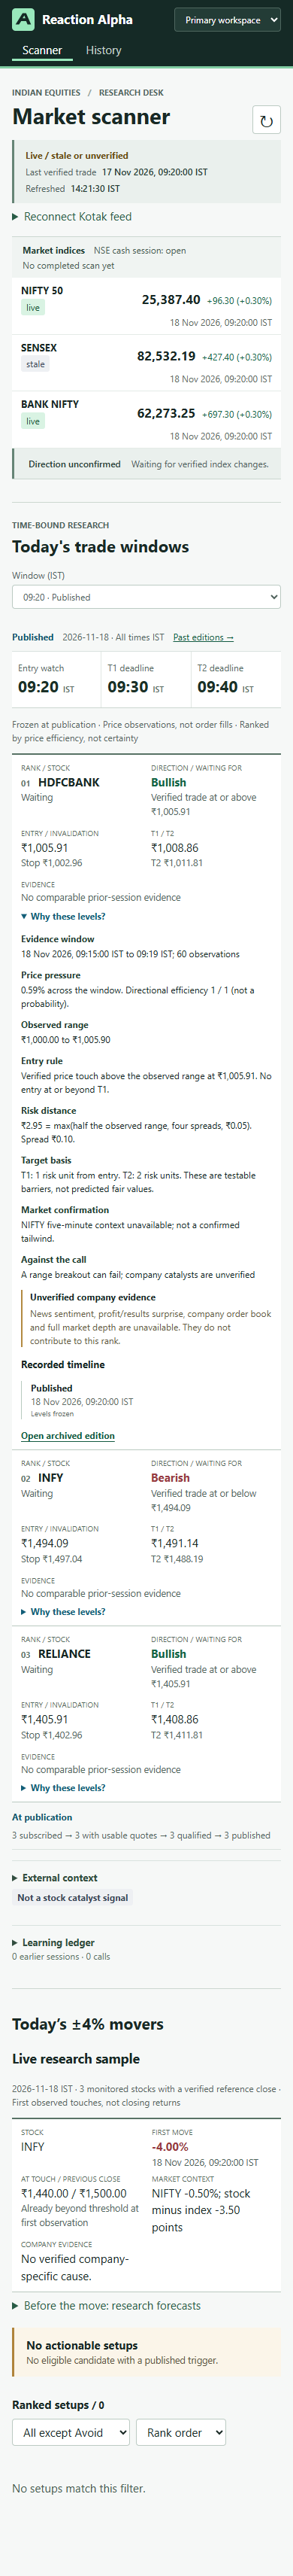 A Reaction Alpha
Primary workspace
Scanner History
INDIAN EQUITIES / RESEARCH DESK
Market scanner
↻
Live / stale or unverified
Last verified trade 17 Nov 2026, 09:20:00 IST
Refreshed 14:21:30 IST
▶ Reconnect Kotak feed
Market indices NSE cash session: open
No completed scan yet
NIFTY 50
live
25,387.40 +96.30 (+0.30%)
18 Nov 2026, 09:20:00 IST
SENSEX
stale
82,532.19 +427.40 (+0.30%)
18 Nov 2026, 09:20:00 IST
BANK NIFTY
live
62,273.25 +697.30 (+0.30%)
18 Nov 2026, 09:20:00 IST
Direction unconfirmed Waiting for verified index changes.
TIME-BOUND RESEARCH
Today's trade windows
Window (IST)
09:20 · Published
Published 2026-11-18 · All times IST Past editions →
Entry watch
09:20 IST
T1 deadline
09:30 IST
T2 deadline
09:40 IST
Frozen at publication · Price observations, not order fills · Ranked
by price efficiency, not certainty
RANK / STOCK
01 HDFCBANK
Waiting
DIRECTION / WAITING FOR
Bullish
Verified trade at or above
₹1,005.91
ENTRY / INVALIDATION
₹1,005.91
Stop ₹1,002.96
T1 / T2
₹1,008.86
T2 ₹1,011.81
EVIDENCE
No comparable prior-session evidence
▼ Why these levels?
Evidence window
18 Nov 2026, 09:15:00 IST to 09:19 IST; 60 observations
Price pressure
0.59% across the window. Directional efficiency 1 / 1 (not a
probability).
Observed range
₹1,000.00 to ₹1,005.90
Entry rule
Verified price touch above the observed range at ₹1,005.91. No
entry at or beyond T1.
Risk distance
₹2.95 = max(half the observed range, four spreads, ₹0.05).
Spread ₹0.10.
Target basis
T1: 1 risk unit from entry. T2: 2 risk units. These are testable
barriers, not predicted fair values.
Market confirmation
NIFTY five-minute context unavailable; not a confirmed
tailwind.
Against the call
A range breakout can fail; company catalysts are unverified
Unverified company evidence
News sentiment, profit/results surprise, company order book
and full market depth are unavailable. They do not
contribute to this rank.
Recorded timeline
Published
18 Nov 2026, 09:20:00 IST
Levels frozen
Open archived edition
RANK / STOCK
02 INFY
Waiting
DIRECTION / WAITING FOR
Bearish
Verified trade at or below
₹1,494.09
ENTRY / INVALIDATION
₹1,494.09
Stop ₹1,497.04
T1 / T2
₹1,491.14
T2 ₹1,488.19
EVIDENCE
No comparable prior-session evidence
▶ Why these levels?
RANK / STOCK
03 RELIANCE
Waiting
DIRECTION / WAITING FOR
Bullish
Verified trade at or above
₹1,405.91
ENTRY / INVALIDATION
₹1,405.91
Stop ₹1,402.96
T1 / T2
₹1,408.86
T2 ₹1,411.81
EVIDENCE
No comparable prior-session evidence
▶ Why these levels?
At publication
3 subscribed → 3 with usable quotes → 3 qualified → 3 published
▶ External context
Not a stock catalyst signal
▶ Learning ledger
0 earlier sessions · 0 calls
Today's ±4% movers
Live research sample
2026-11-18 IST · 3 monitored stocks with a verified reference close ·
First observed touches, not closing returns
STOCK
INFY
FIRST MOVE
-4.00%
18 Nov 2026, 09:20:00 IST
AT TOUCH / PREVIOUS CLOSE
₹1,440.00 / ₹1,500.00
Already beyond threshold at
first observation
MARKET CONTEXT
NIFTY -0.50%; stock
minus index -3.50
points
COMPANY EVIDENCE
No verified company-
specific cause.
▶ Before the move: research forecasts
No actionable setups
No eligible candidate with a published trigger.
Ranked setups / 0
All except Avoid
Rank order
No setups match this filter.